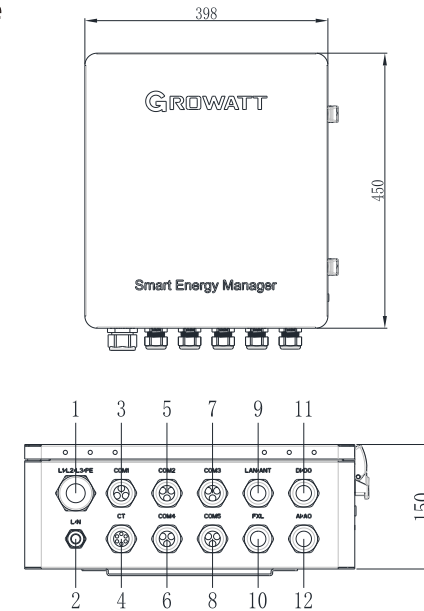 398
GROWATT
450
Smart Energy Manager
1 3 5 7 9 11
L1•L2•L3•PE COM1 COM2 COM3 LAN•ANT DI•DO
150
L•N CT COM4 COM5 FXL AI•AO
2 4 6 8 10 12